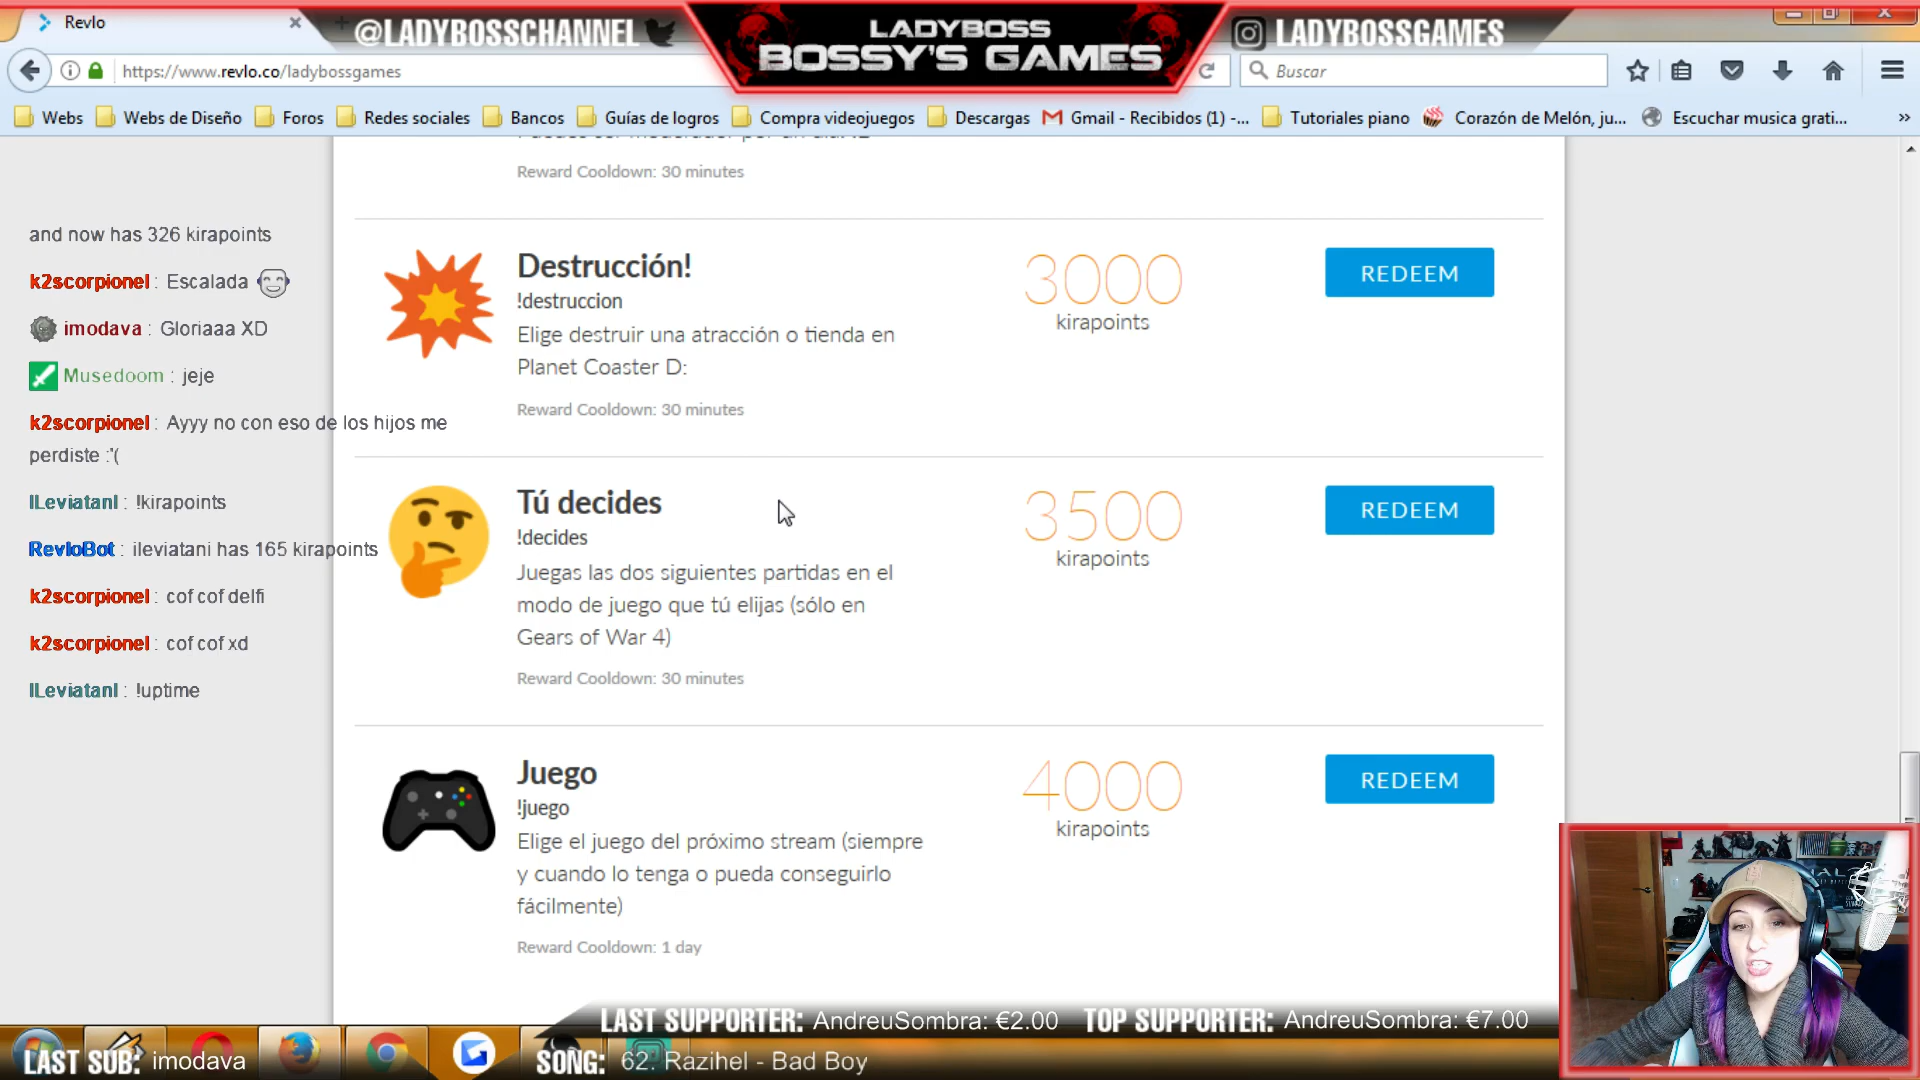 Revlo
@LADYBOSSCHANNEL
LADYBOSS
BOSSY'S GAMES
LADYBOSSGAMES
https://www.revlo.co/ladybossgames
Buscar
Webs
Webs de Diseño
Foros
Redes sociales
Bancos
Guías de logros
Compra videojuegos
Descargas
Gmail - Recibidos (1) -...
Tutoriales piano
Corazón de Melón, ju...
Escuchar musica grati...
Reward Cooldown: 30 minutes
and now has 326 kirapoints
k2scorpionel : Escalada
imodava : Gloriaaa XD
Musedoom : jeje
k2scorpionel : Ayyy no con eso de los hijos me
perdiste :'(
ILeviatanI : !kirapoints
RevloBot : ileviatani has 165 kirapoints
k2scorpionel : cof cof delfi
k2scorpionel : cof cof xd
ILeviatanI : !uptime
Destrucción!
!destruccion
Elige destruir una atracción o tienda en
Planet Coaster D:
Reward Cooldown: 30 minutes
3000
kirapoints
REDEEM
Tú decides
!decides
Juegas las dos siguientes partidas en el
modo de juego que tú elijas (sólo en
Gears of War 4)
Reward Cooldown: 30 minutes
3500
kirapoints
REDEEM
Juego
!juego
Elige el juego del próximo stream (siempre
y cuando lo tenga o pueda conseguirlo
fácilmente)
Reward Cooldown: 1 day
4000
kirapoints
REDEEM
LAST SUPPORTER: AndreuSombra: €2.00
TOP SUPPORTER: AndreuSombra: €7.00
LAST SUB: imodava
SONG: 62. Razihel - Bad Boy